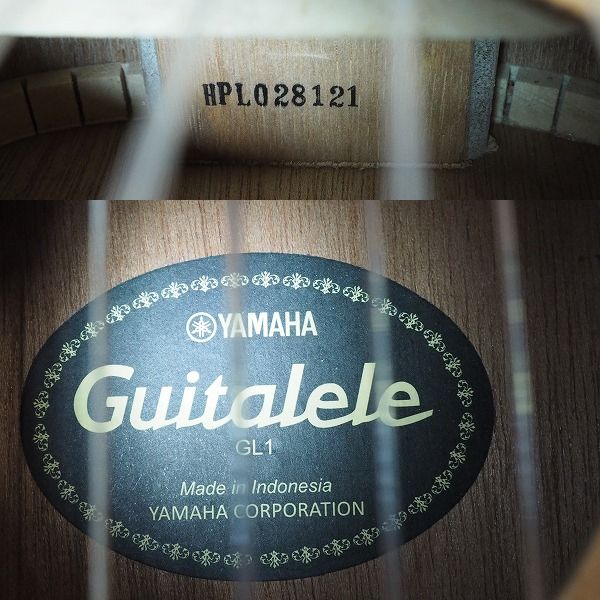 HPL028121
YAMAHA
Guitalele
GL1
Made in Indonesia
YAMAHA CORPORATION